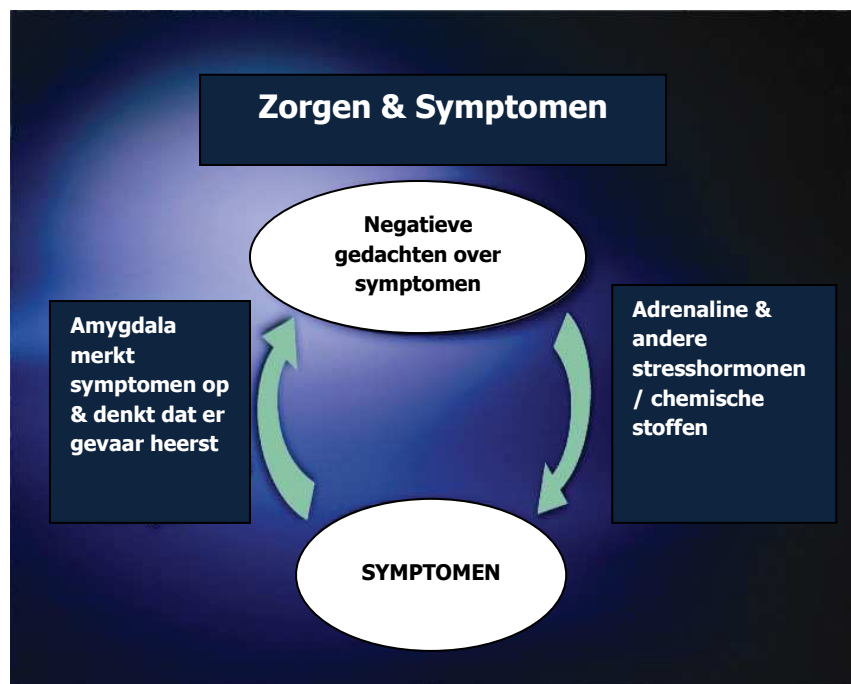 Zorgen & Symptomen
Negatieve
gedachten over
symptomen
Amygdala
merkt
symptomen op
& denkt dat er
gevaar heerst
Adrenaline &
andere
stresshormonen
/ chemische
stoffen
SYMPTOMEN